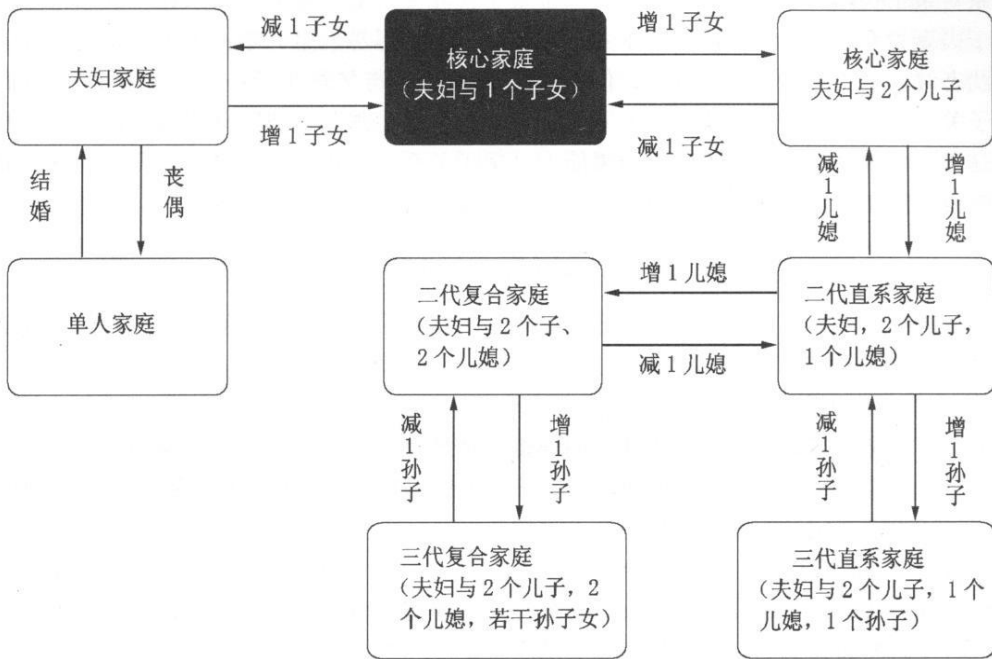 减 1 子女
夫妇家庭
增 1 子女
核心家庭
（夫妇与 1 个子女）
增 1 子女
减 1 子女
核心家庭
夫妇与 2 个儿子
结婚
丧偶
减1儿媳
增1儿媳
单人家庭
二代复合家庭
（夫妇与 2 个子、
2 个儿媳）
增 1 儿媳
减 1 儿媳
二代直系家庭
（夫妇，2 个儿子，
1 个儿媳）
减1孙子
增1孙子
减1孙子
增1孙子
三代复合家庭
（夫妇与 2 个儿子，2
个儿媳，若干孙子女）
三代直系家庭
（夫妇与 2 个儿子，1 个
儿媳，1 个孙子）